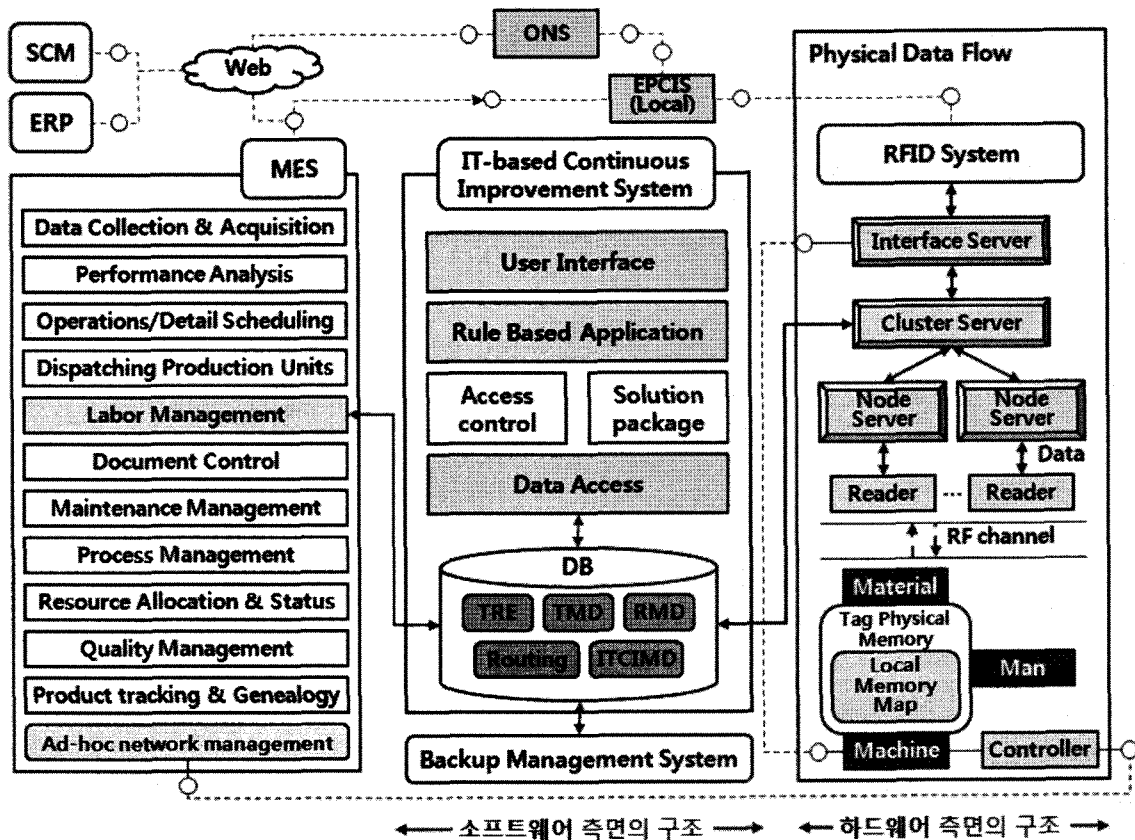 SCM
ERP
Web
ONS
EPCIS
(Local)
MES
Data Collection & Acquisition
Performance Analysis
Operations/Detail Scheduling
Dispatching Production Units
Labor Management
Document Control
Maintenance Management
Process Management
Resource Allocation & Status
Quality Management
Product tracking & Genealogy
Ad-hoc network management
IT-based Continuous
Improvement System
User Interface
Rule Based Application
Access
control
Solution
package
Data Access
DB
TRE
TMD
RMD
Routing
ITCIMD
Backup Management System
소프트웨어 측면의 구조
Physical Data Flow
RFID System
Interface Server
Cluster Server
Node
Server
Node
Server
Data
Reader
...
Reader
RF channel
Material
Tag Physical
Memory
Local
Memory
Map
Man
Machine
Controller
하드웨어 측면의 구조